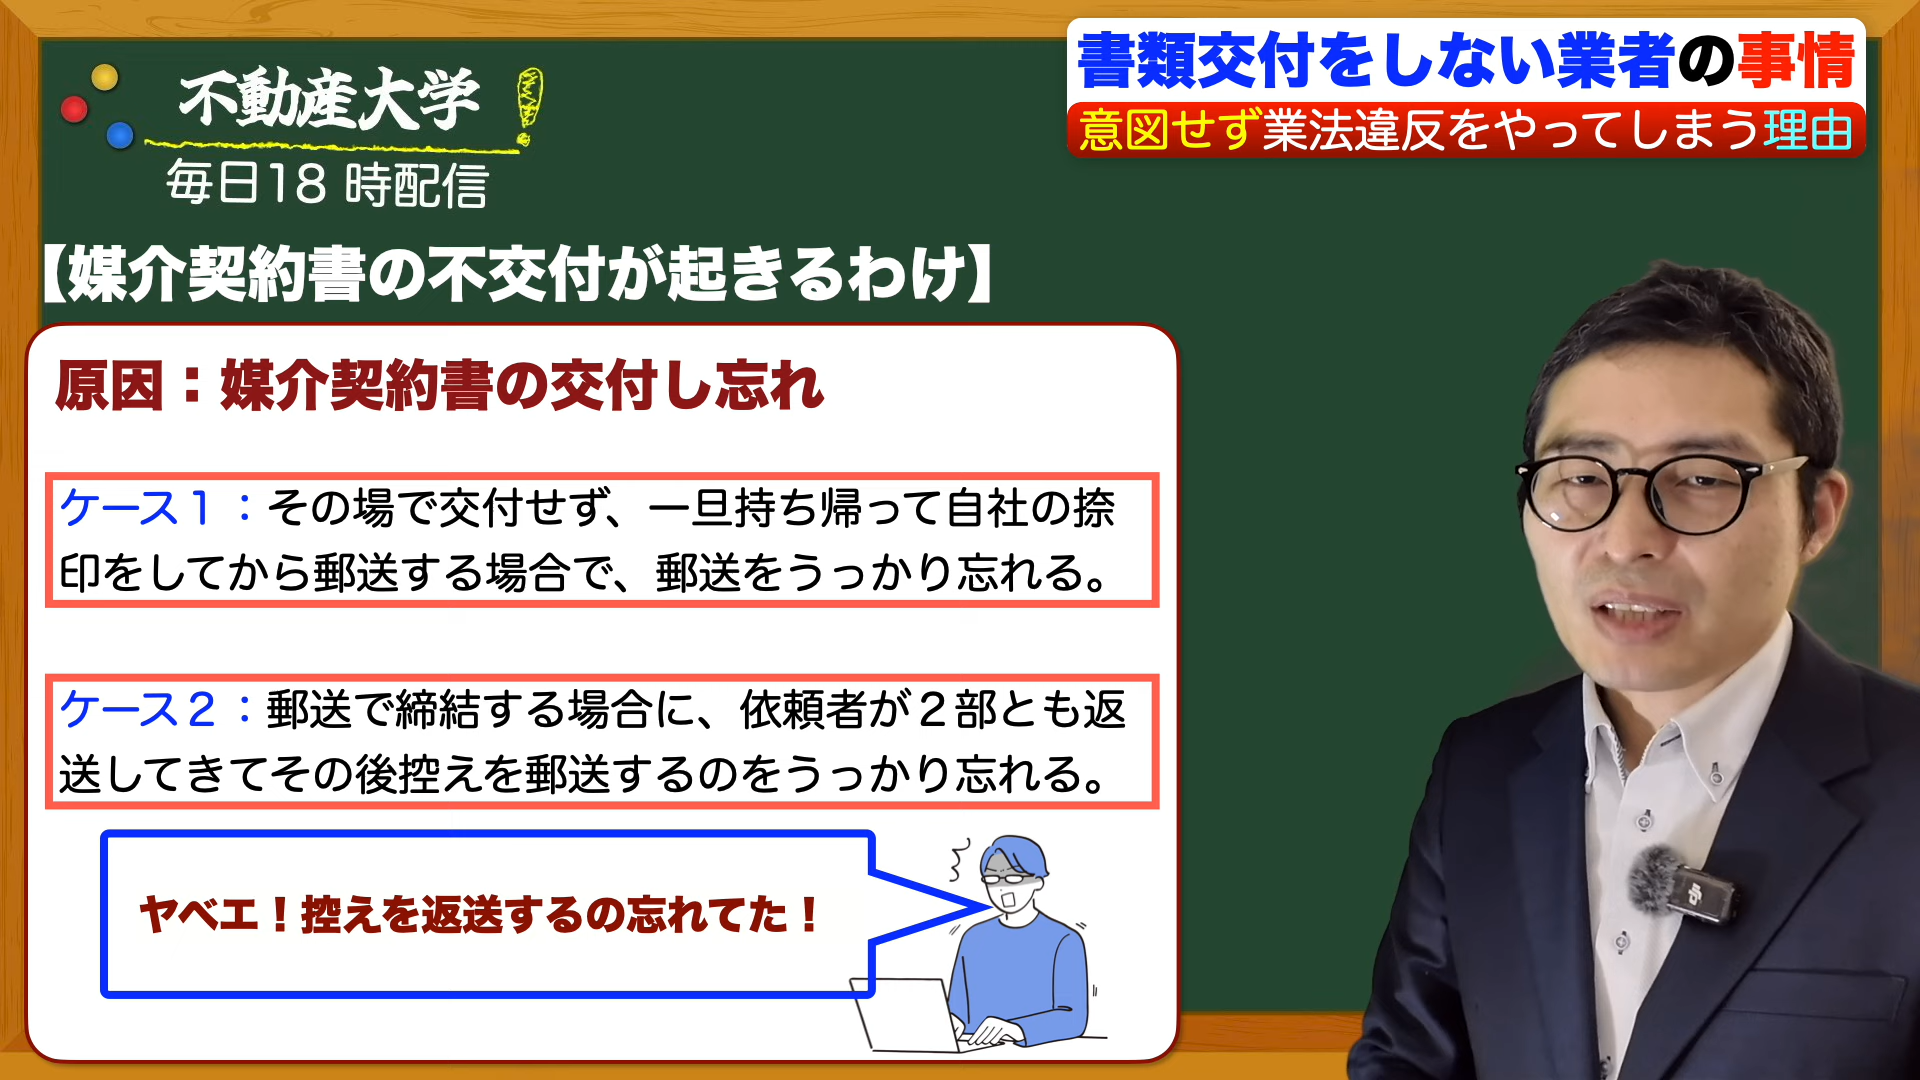 不動産大学!
毎日18時配信
書類交付をしない業者の事情
意図せず業法違反をやってしまう理由
【媒介契約書の不交付が起きるわけ】
原因：媒介契約書の交付し忘れ
ケース１：その場で交付せず、一旦持ち帰って自社の捺
印をしてから郵送する場合で、郵送をうっかり忘れる。
ケース２：郵送で締結する場合に、依頼者が２部とも返
送してきてその後控えを郵送するのをうっかり忘れる。
ヤベエ！控えを返送するの忘れてた！
dji